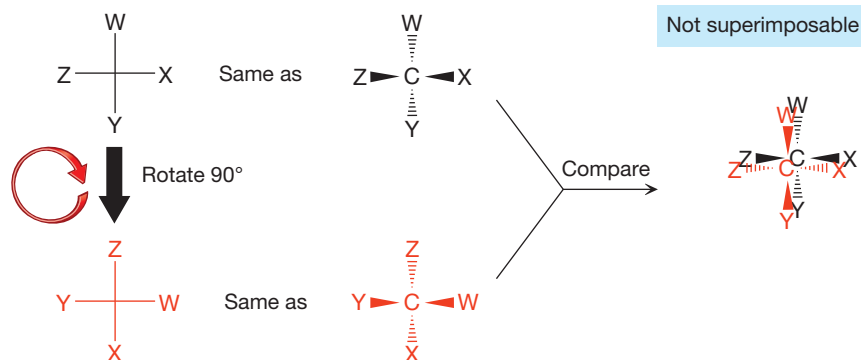 Not superimposable
W
Z X Same as
Y
W
Z C X
Y
Rotate 90°
Compare
W W
Z C X
Z C X
Y Y
Z
Y W Same as
X
Z
Y C W
X